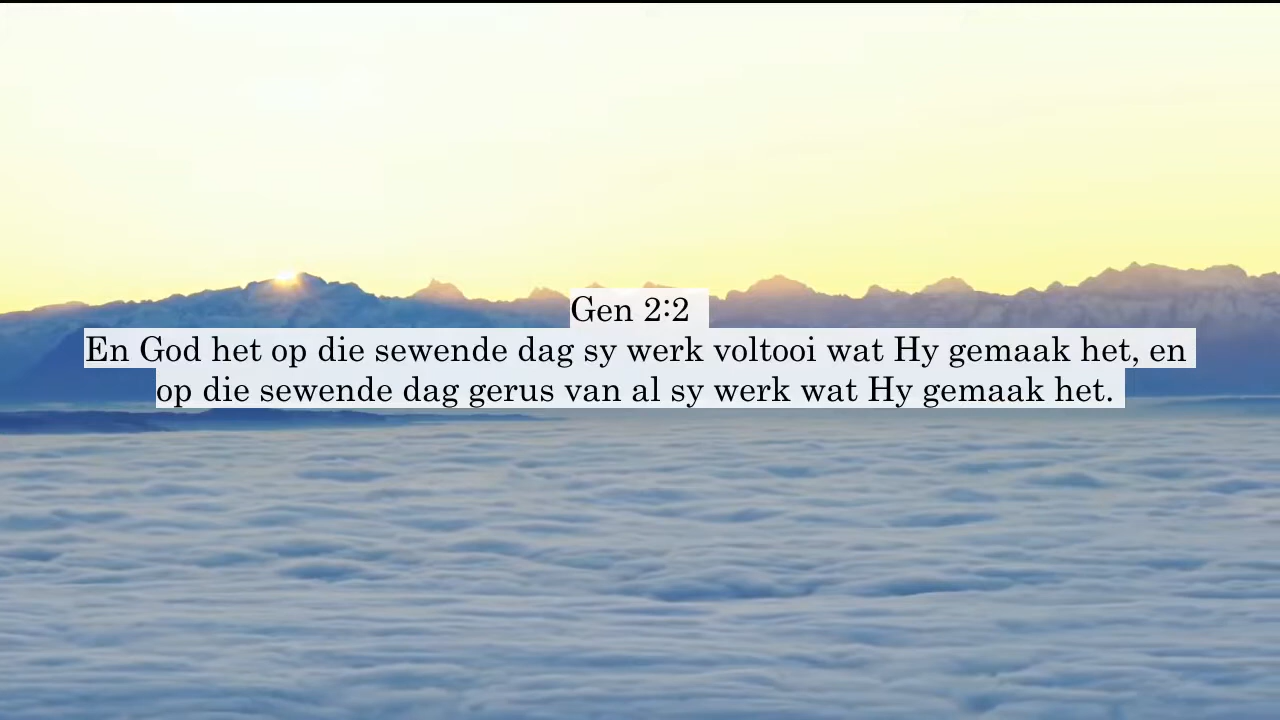 Gen 2:2
En God het op die sewende dag sy werk voltooi wat Hy gemaak het, en
op die sewende dag gerus van al sy werk wat Hy gemaak het.